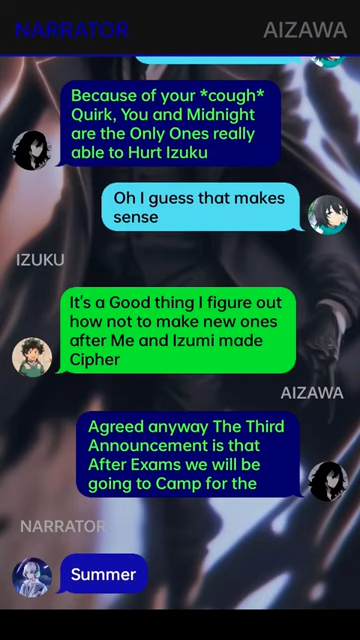 NARRATOR
AIZAWA
Because of your *cough*
Quirk, You and Midnight
are the Only Ones really
able to Hurt Izuku
Oh I guess that makes
sense
IZUKU
It's a Good thing I figure out
how not to make new ones
after Me and Izumi made
Cipher
AIZAWA
Agreed anyway The Third
Announcement is that
After Exams we will be
going to Camp for the
NARRATOR
Summer